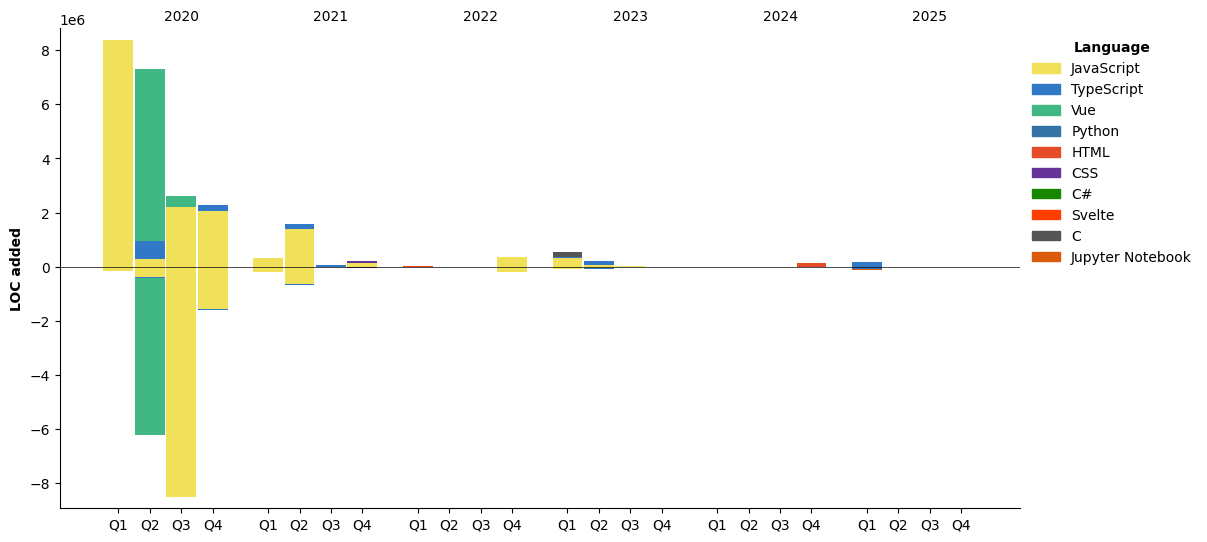 1e6
2020 2021 2022 2023 2024 2025
Language
JavaScript
TypeScript
Vue
Python
HTML
CSS
C#
Svelte
C
Jupyter Notebook
LOC added
8
6
4
2
0
−2
−4
−6
−8
Q1 Q2 Q3 Q4 Q1 Q2 Q3 Q4 Q1 Q2 Q3 Q4 Q1 Q2 Q3 Q4 Q1 Q2 Q3 Q4 Q1 Q2 Q3 Q4